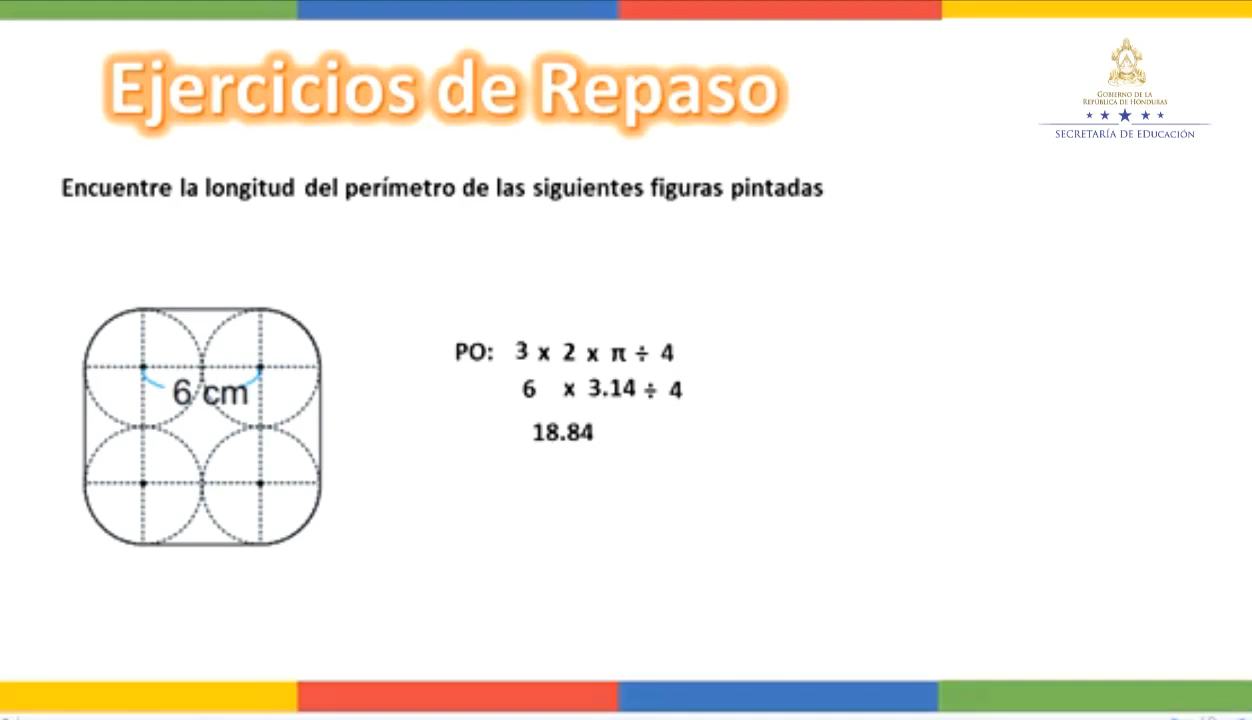 Ejercicios de Repaso
GOBIERNO DE LA
REPÚBLICA DE HONDURAS
SECRETARÍA DE EDUCACIÓN
Encuentre la longitud del perímetro de las siguientes figuras pintadas
6 cm
PO: 3 x 2 x π ÷ 4
6 x 3.14 ÷ 4
18.84